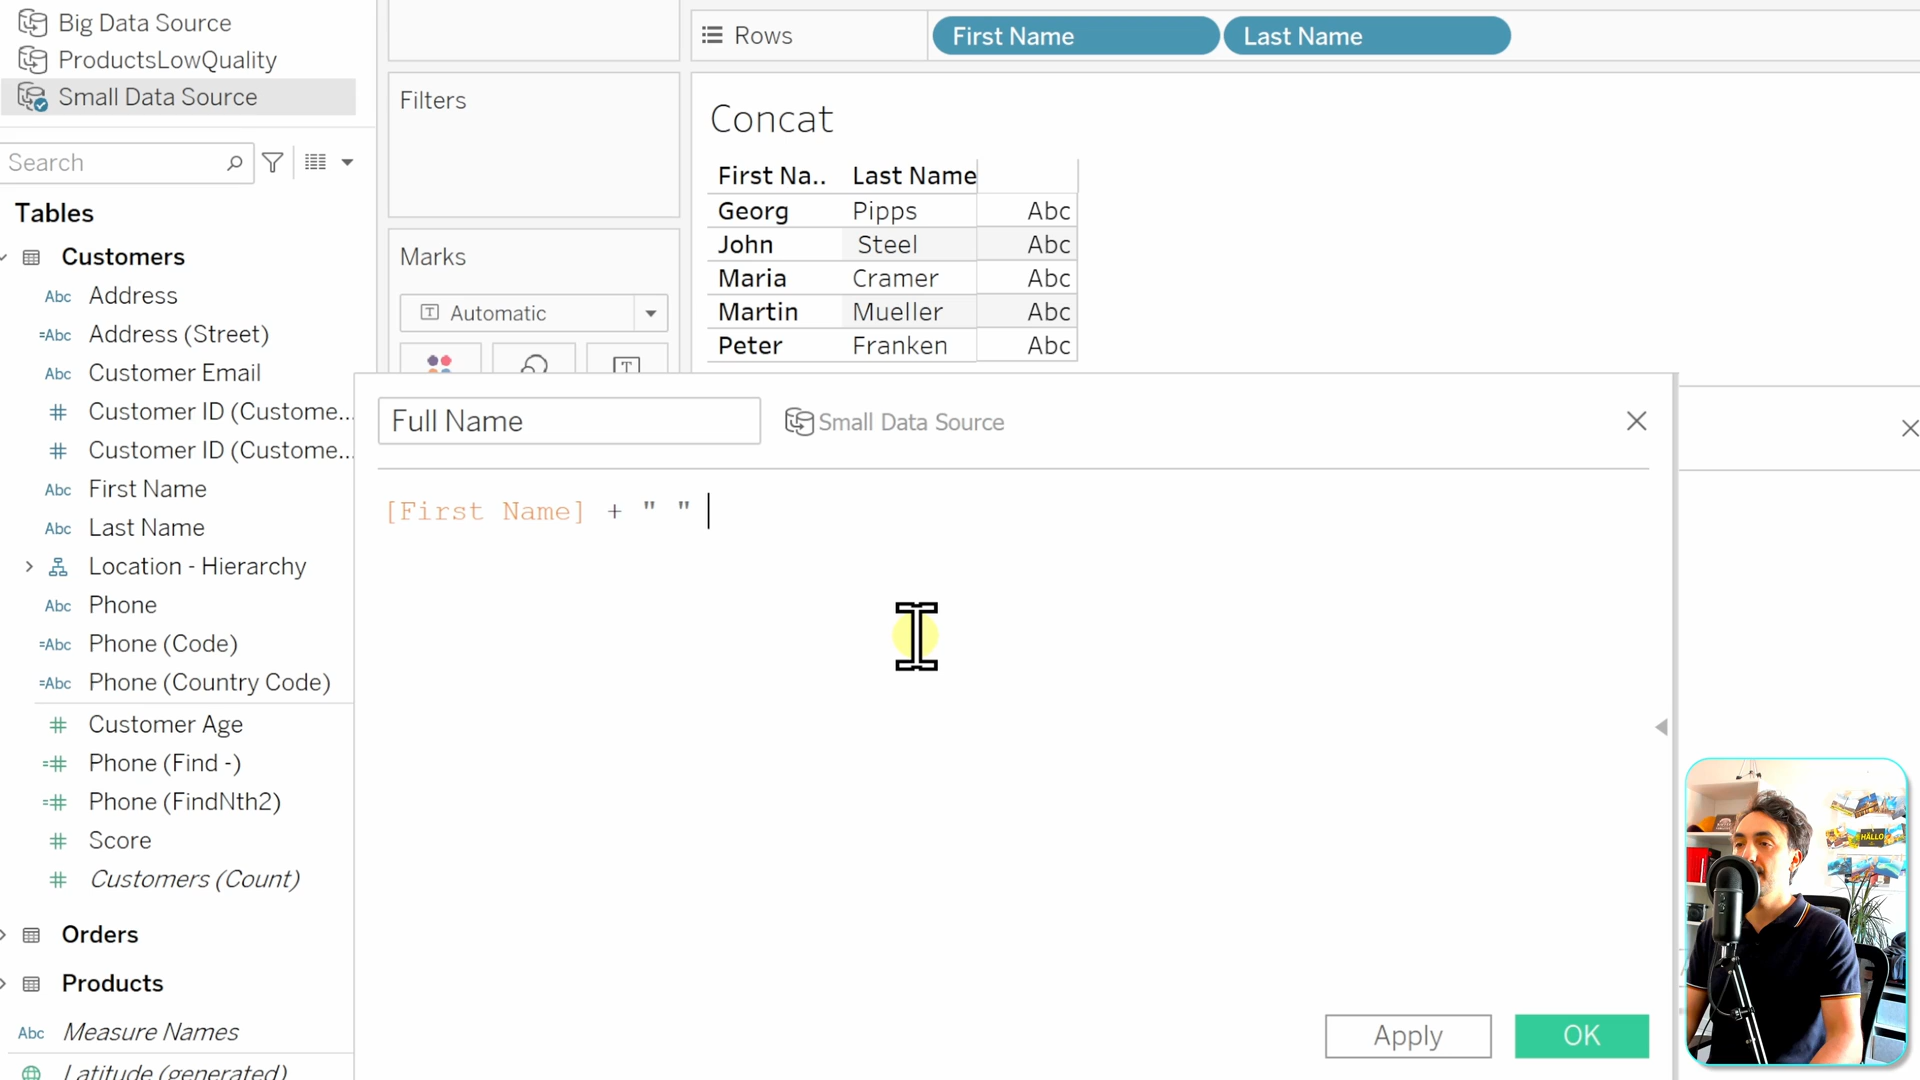 Big Data Source
ProductsLowQuality
Small Data Source
Search
Tables
Customers
Abc Address
=Abc Address (Street)
Abc Customer Email
# Customer ID (Custome...
# Customer ID (Custome...
Abc First Name
Abc Last Name
Location - Hierarchy
Abc Phone
=Abc Phone (Code)
=Abc Phone (Country Code)
# Customer Age
=# Phone (Find -)
=# Phone (FindNth2)
# Score
# Customers (Count)
Orders
Products
Abc Measure Names
Latitude (generated)
Filters
Marks
Automatic
Rows First Name Last Name
Concat
First Na.. Last Name
Georg Pipps Abc
John Steel Abc
Maria Cramer Abc
Martin Mueller Abc
Peter Franken Abc
Full Name Small Data Source
[First Name] + " "
Apply OK
HALLO